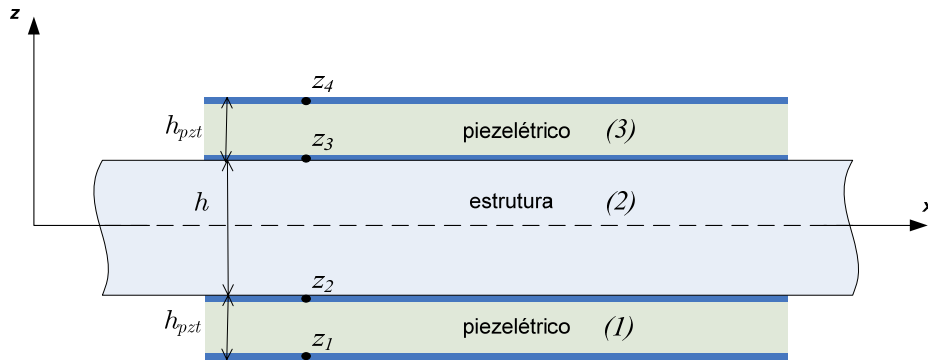 z
z4
hpzt
piezelétrico (3)
z3
h
estrutura (2)
x
z2
hpzt
piezelétrico (1)
z1